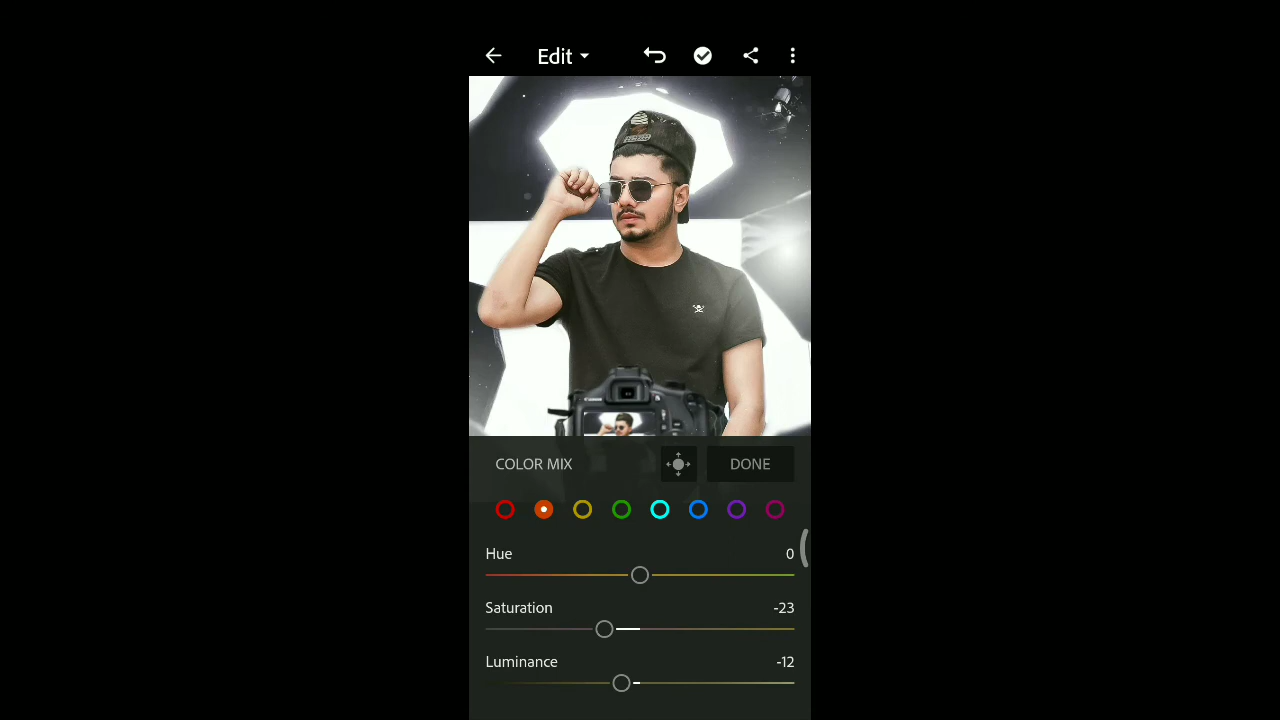 Edit
COLOR MIX
DONE
Hue 0
Saturation -23
Luminance -12